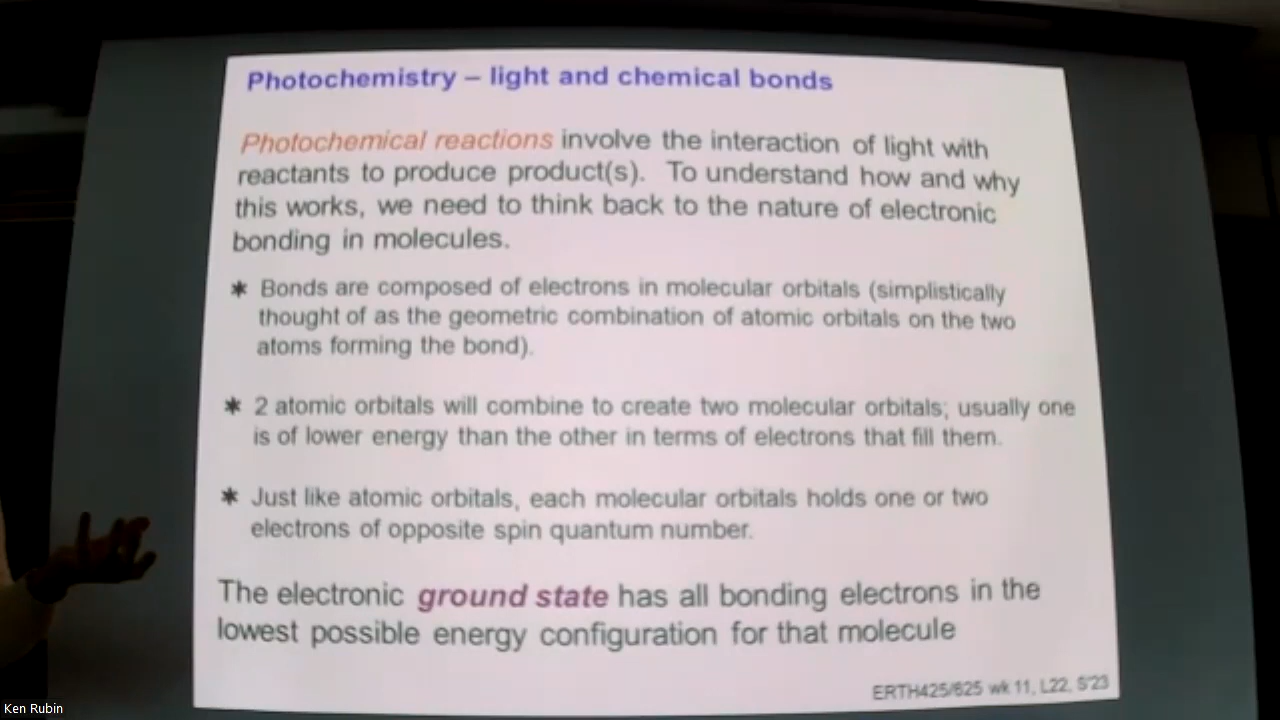 Photochemistry – light and chemical bonds
Photochemical reactions involve the interaction of light with
reactants to produce product(s). To understand how and why
this works, we need to think back to the nature of electronic
bonding in molecules.
* Bonds are composed of electrons in molecular orbitals (simplistically
thought of as the geometric combination of atomic orbitals on the two
atoms forming the bond).
* 2 atomic orbitals will combine to create two molecular orbitals; usually one
is of lower energy than the other in terms of electrons that fill them.
* Just like atomic orbitals, each molecular orbitals holds one or two
electrons of opposite spin quantum number.
The electronic ground state has all bonding electrons in the
lowest possible energy configuration for that molecule
ERTH425/625 wk 11, L22, S'23
Ken Rubin